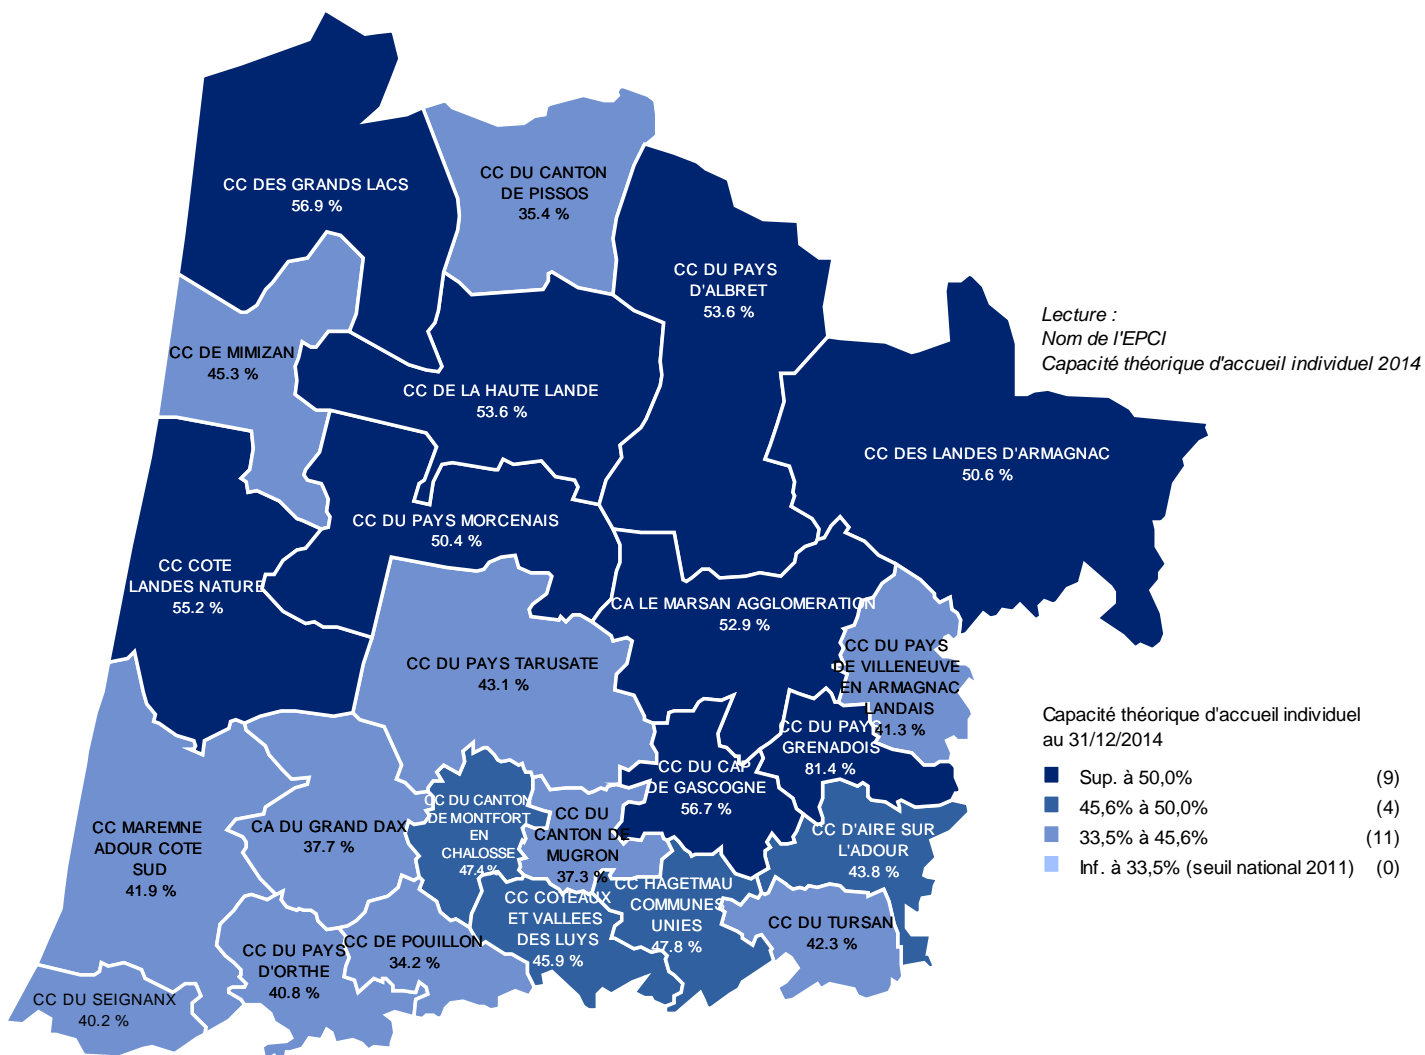 CC DES GRANDS LACS
56.9 %
CC DU CANTON
DE PISSOS
35.4 %
CC DU PAYS
D'ALBRET
53.6 %
Lecture :
Nom de l'EPCI
Capacité théorique d'accueil individuel 2014
CC DE MIMIZAN
45.3 %
CC DE LA HAUTE LANDE
53.6 %
CC DES LANDES D'ARMAGNAC
50.6 %
CC DU PAYS MORCENAIS
50.4 %
CC COTE
LANDES NATURE
55.2 %
CA LE MARSAN AGGLOMERATION
52.9 %
CC DU PAYS TARUSATE
43.1 %
CC DU PAYS
DE VILLENEUVE
EN ARMAGNAC
LANDAIS
41.3 %
CC DU PAYS
GRENADOIS
81.4 %
CC DU CAP
DE GASCOGNE
56.7 %
Capacité théorique d'accueil individuel
au 31/12/2014
Sup. à 50,0% (9)
45,6% à 50,0% (4)
33,5% à 45,6% (11)
Inf. à 33,5% (seuil national 2011) (0)
CC MAREMNE
ADOUR COTE
SUD
41.9 %
CA DU GRAND DAX
37.7 %
CC DU CANTON
DE MONTFORT
EN
CHALOSSE
47.4 %
CC DU
CANTON DE
MUGRON
37.3 %
CC D'AIRE SUR
L'ADOUR
43.8 %
CC HAGETMAU
COMMUNES
UNIES
47.8 %
CC COTEAUX
ET VALLEES
DES LUYS
45.9 %
CC DU TURSAN
42.3 %
CC DE POUILLON
34.2 %
CC DU PAYS
D'ORTHE
40.8 %
CC DU SEIGNANX
40.2 %